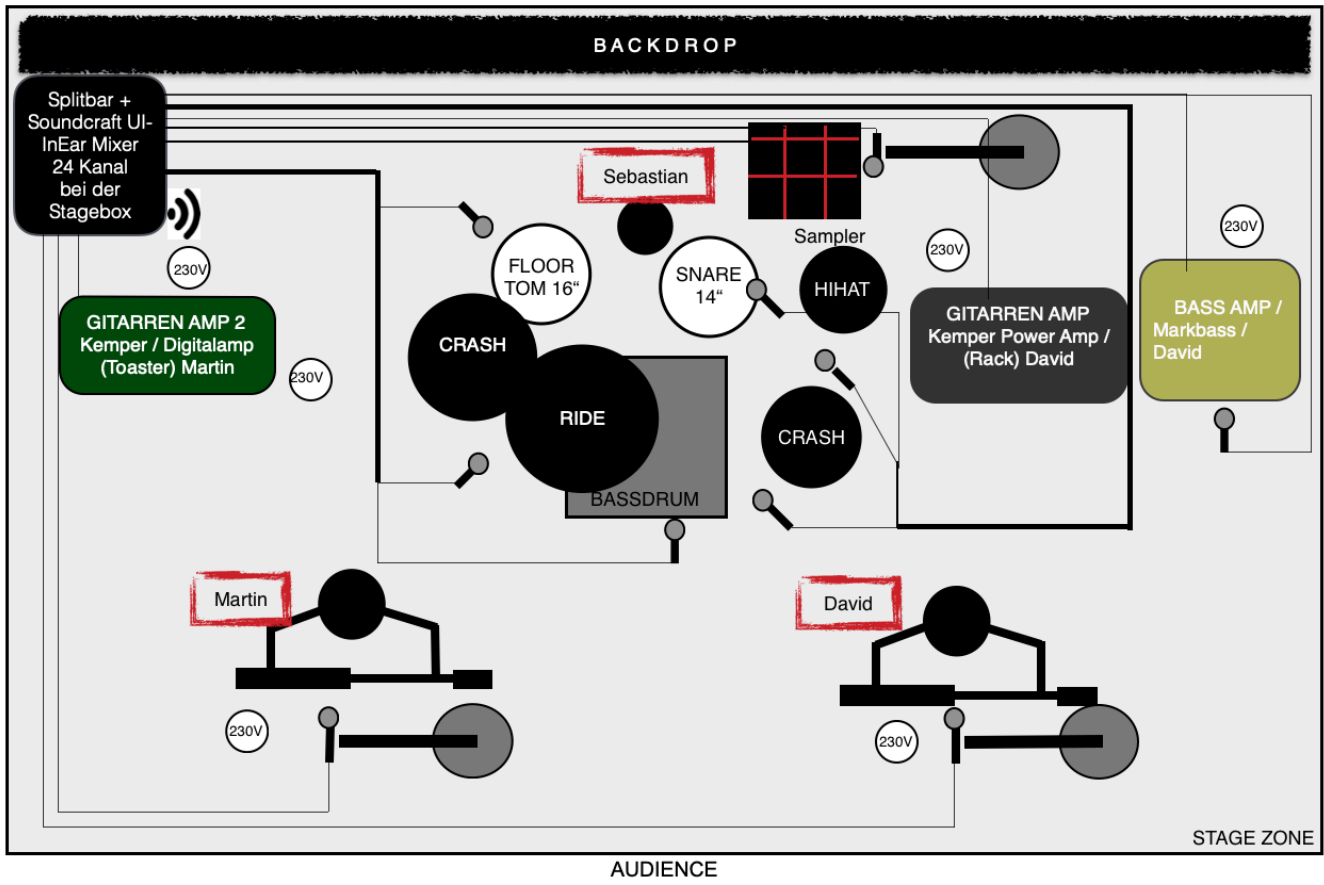 BACKDROP
Splitbar +
Soundcraft UI-
InEar Mixer
24 Kanal
bei der
Stagebox
Sebastian
Sampler
230V
230V
230V
FLOOR
TOM 16“
SNARE
14“
HIHAT
GITARREN AMP 2
Kemper / Digitalamp
(Toaster) Martin
230V
CRASH
RIDE
BASSDRUM
CRASH
GITARREN AMP
Kemper Power Amp /
(Rack) David
BASS AMP /
Markbass /
David
Martin
David
230V
230V
STAGE ZONE
AUDIENCE